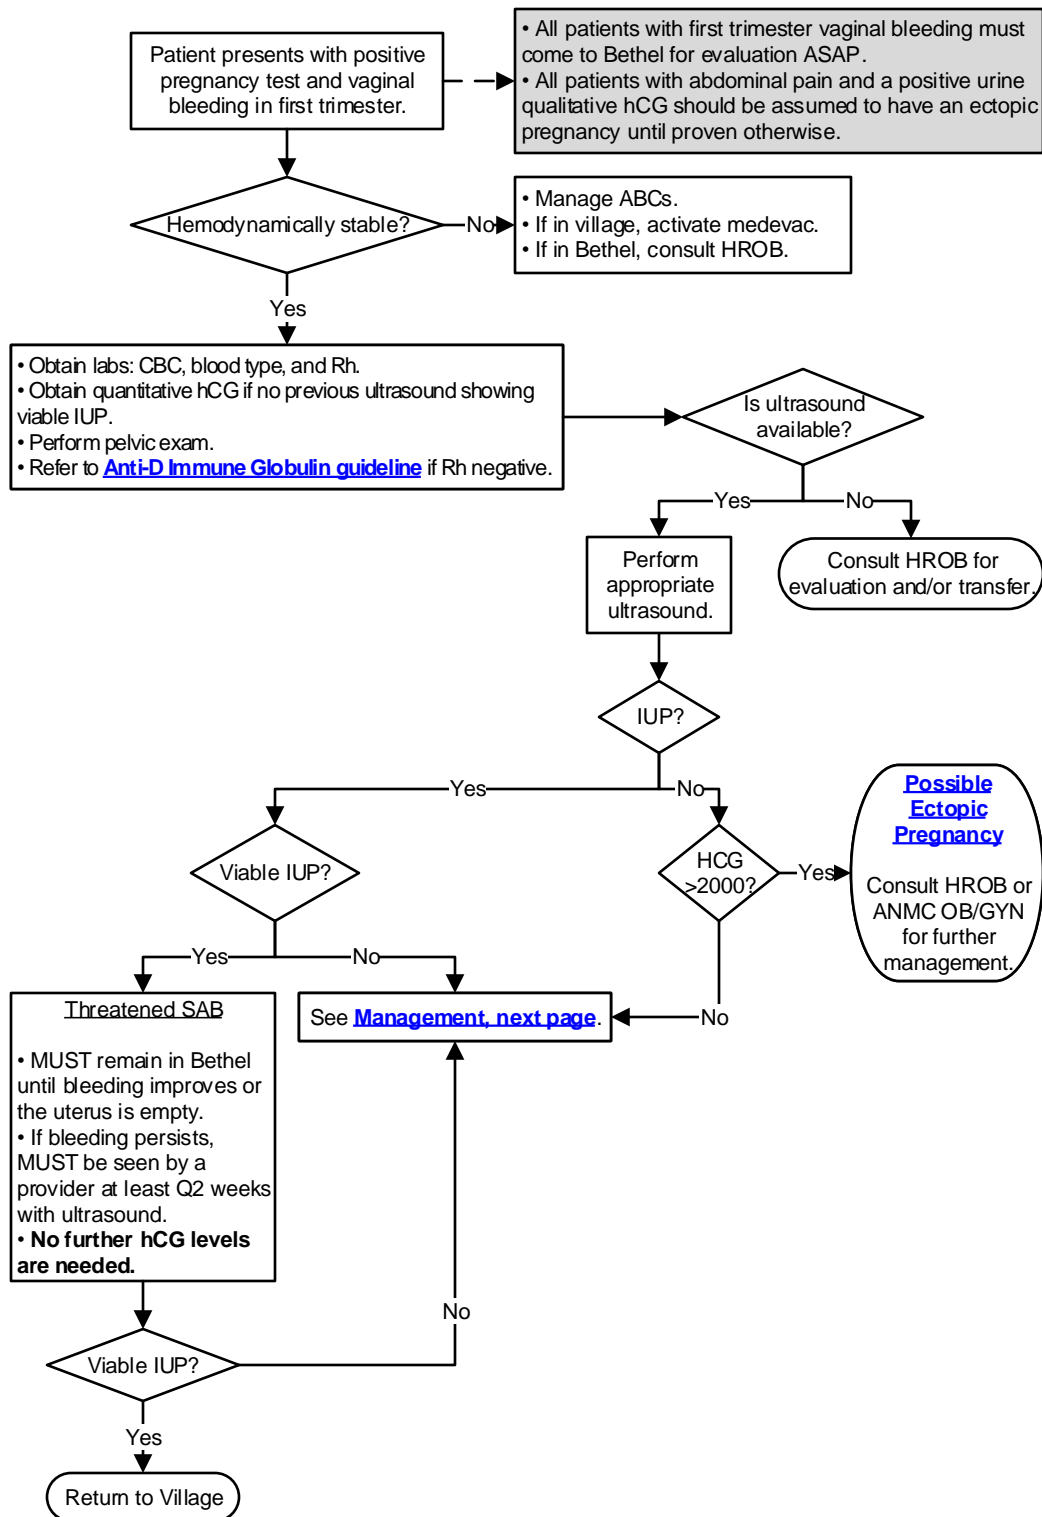 Patient presents with positive
pregnancy test and vaginal
bleeding in first trimester.
• All patients with first trimester vaginal bleeding must
come to Bethel for evaluation ASAP.
• All patients with abdominal pain and a positive urine
qualitative hCG should be assumed to have an ectopic
pregnancy until proven otherwise.
Hemodynamically stable?
No
• Manage ABCs.
• If in village, activate medevac.
• If in Bethel, consult HROB.
Yes
• Obtain labs: CBC, blood type, and Rh.
• Obtain quantitative hCG if no previous ultrasound showing
viable IUP.
• Perform pelvic exam.
• Refer to Anti-D Immune Globulin guideline if Rh negative.
Is ultrasound
available?
Yes
No
Perform
appropriate
ultrasound.
Consult HROB for
evaluation and/or transfer.
IUP?
Yes
No
Viable IUP?
HCG
>2000?
Yes
Possible
Ectopic
Pregnancy
Consult HROB or
ANMC OB/GYN
for further
management.
Yes
No
No
Threatened SAB
• MUST remain in Bethel
until bleeding improves or
the uterus is empty.
• If bleeding persists,
MUST be seen by a
provider at least Q2 weeks
with ultrasound.
• No further hCG levels
are needed.
See Management, next page.
No
Viable IUP?
Yes
Return to Village